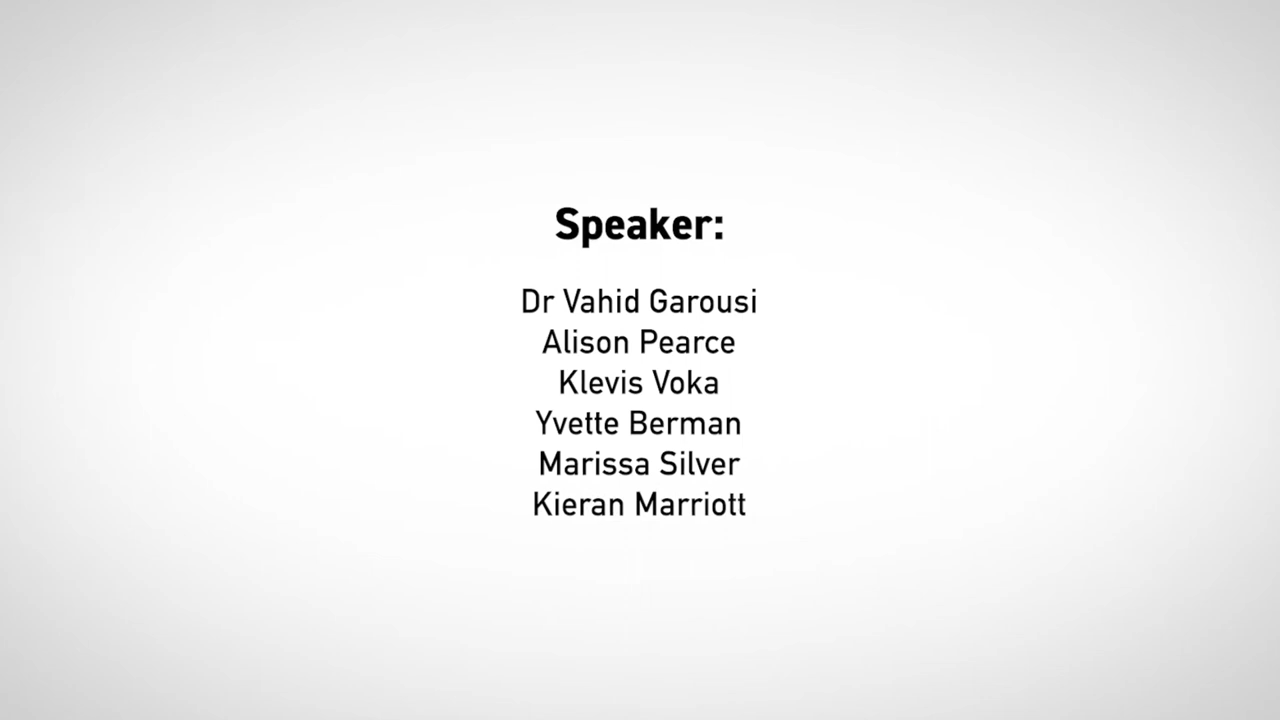 Speaker:
Dr Vahid Garousi
Alison Pearce
Klevis Voka
Yvette Berman
Marissa Silver
Kieran Marriott